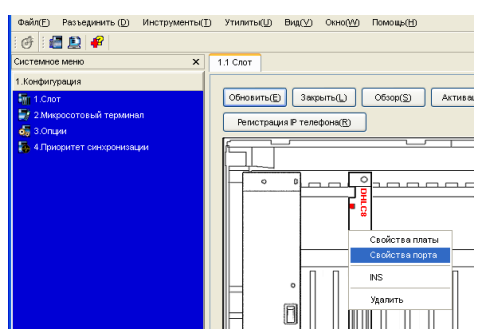 Файл(F) Разъединить (D) Инструменты(T) Утилиты(U) Вид(V) Окно(W) Помощь(H)
Системное меню x
1.1 Слот
1.Конфигурация
1.Слот
2.Микросотовый терминал
3.Опции
4.Приоритет синхронизации
Обновить(E) Закрыть(L) Обзор(S) Активац
Регистрация IP телефона(R)
DHLC8
Свойства платы
Свойства порта
INS
Удалить